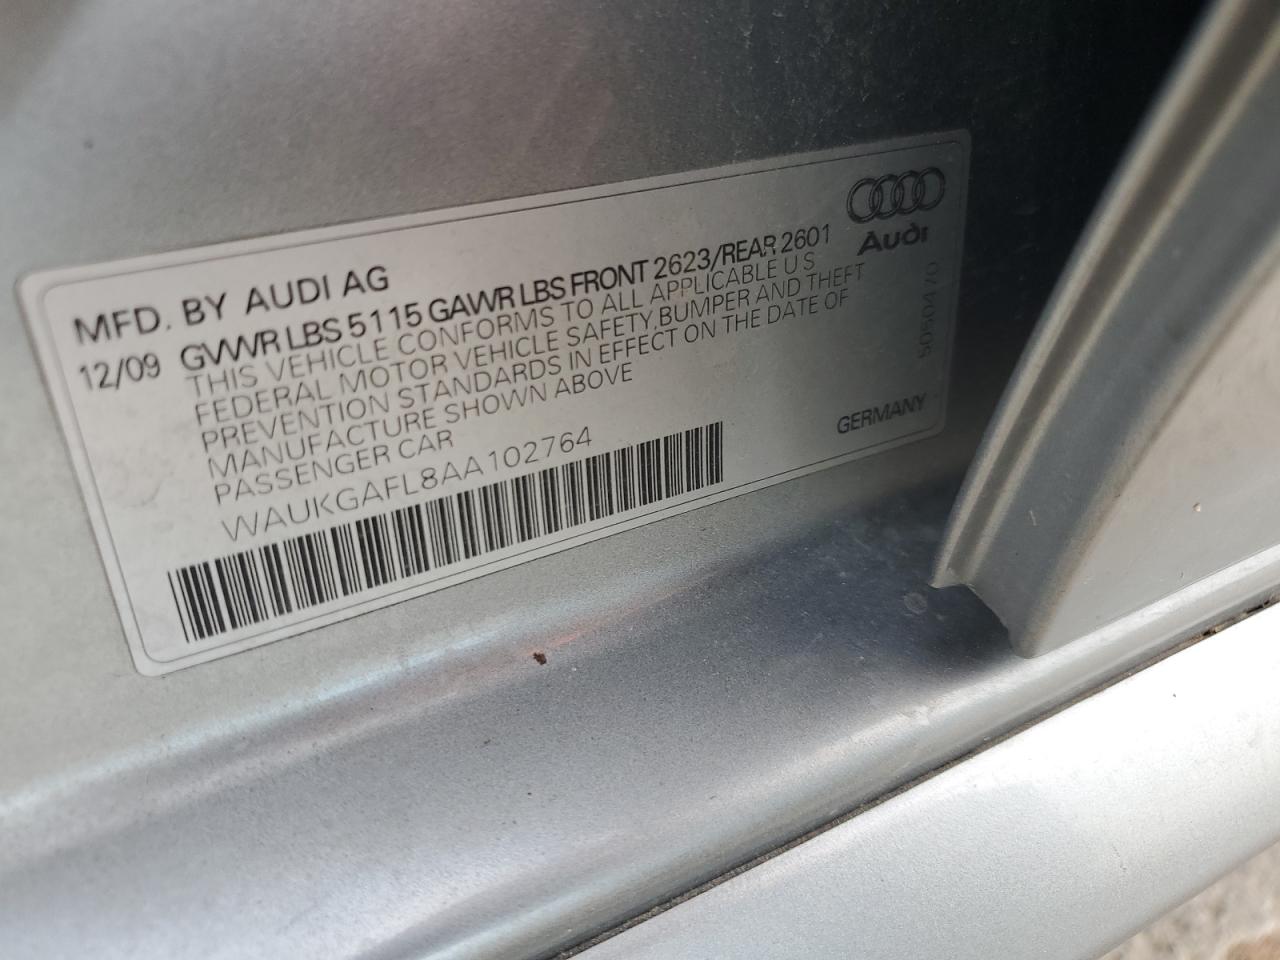 MFD. BY AUDI AG
12/09 GVWR LBS 5115 GAWR LBS FRONT 2623/REAR 2601
THIS VEHICLE CONFORMS TO ALL APPLICABLE U S
FEDERAL MOTOR VEHICLE SAFETY, BUMPER AND THEFT
PREVENTION STANDARDS IN EFFECT ON THE DATE OF
MANUFACTURE SHOWN ABOVE
PASSENGER CAR
WAUKGAFL8AA102764
Audi
GERMANY